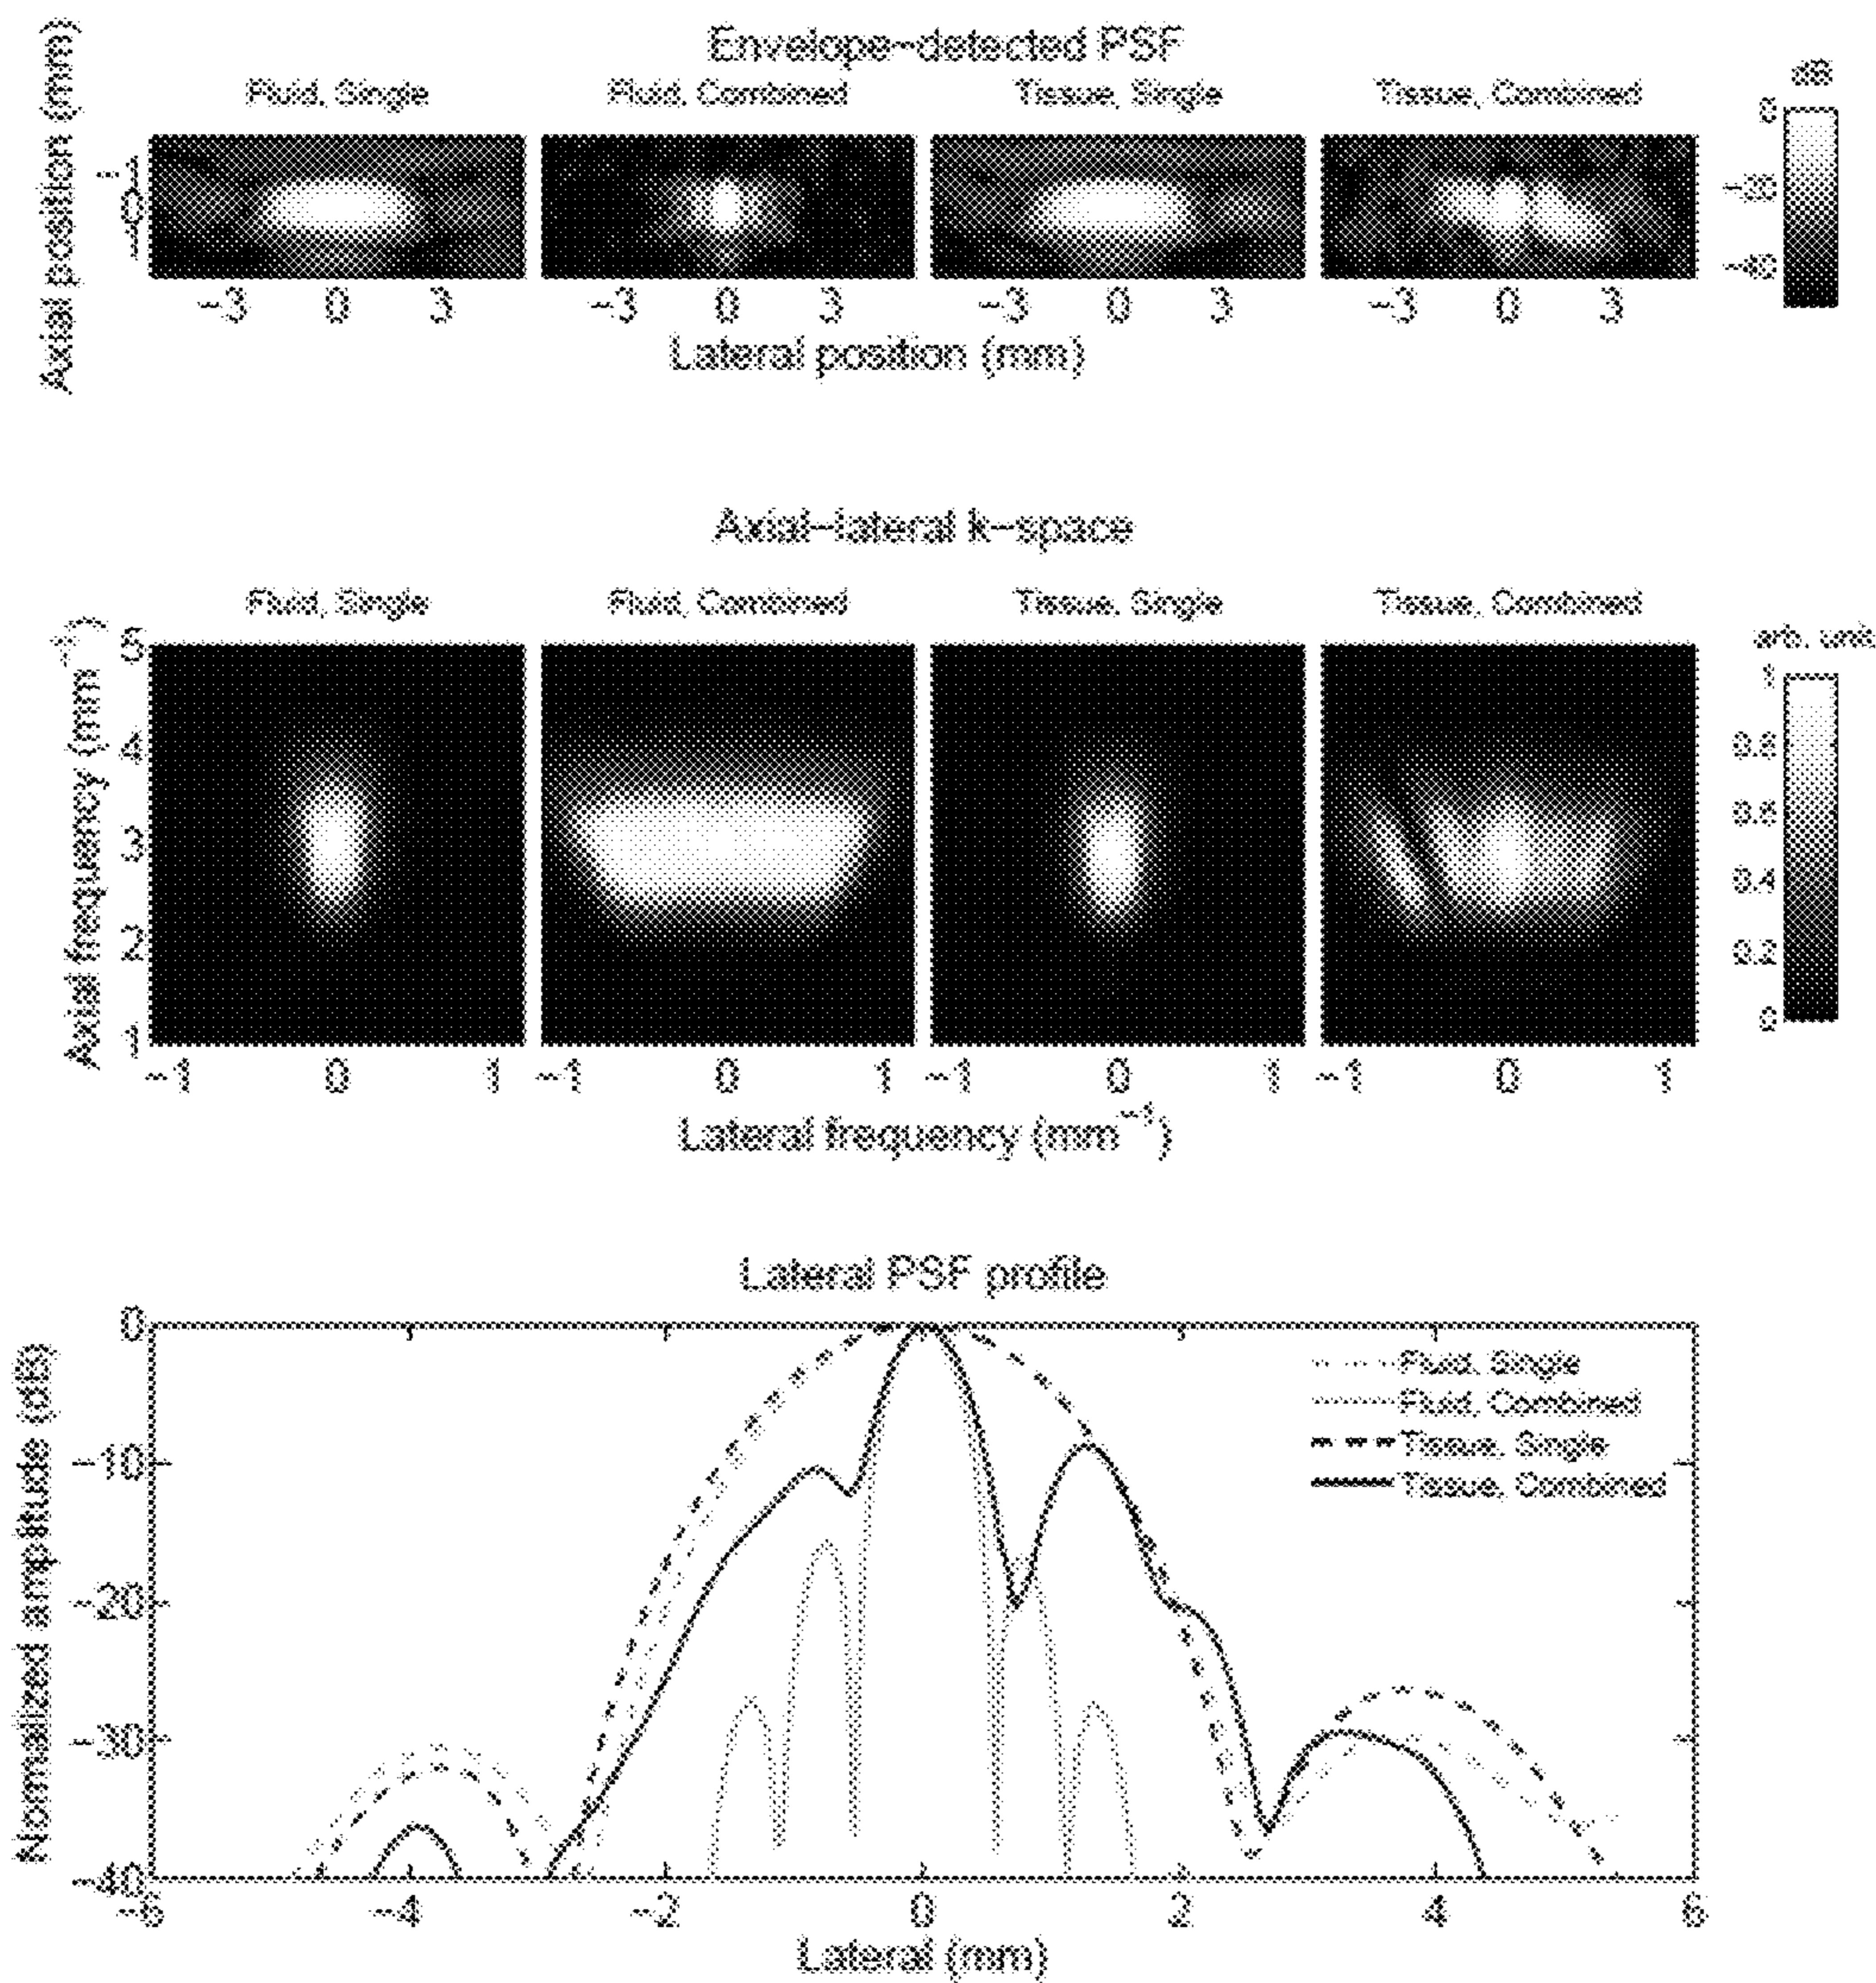 Envelope-detected PSF
Fluid, Single Fluid, Combined Tissue, Single Tissue, Combined
dB
Axial position (mm)
-1
0
1
0
-3 0 3 -3 0 3 -3 0 3 -3 0 3
Lateral position (mm)
Axial-lateral k-space
Fluid, Single Fluid, Combined Tissue, Single Tissue, Combined
arb. unit
Axial frequency (mm⁻¹)
5
4
3
2
1
1
0.8
0.6
0.4
0.2
0
-1 0 1 -1 0 1 -1 0 1 -1 0 1
Lateral frequency (mm⁻¹)
Lateral PSF profile
Normalized amplitude (dB)
0
-10
-20
-30
-40
Fluid, Single
Fluid, Combined
Tissue, Single
Tissue, Combined
-6 -4 -2 0 2 4 6
Lateral (mm)